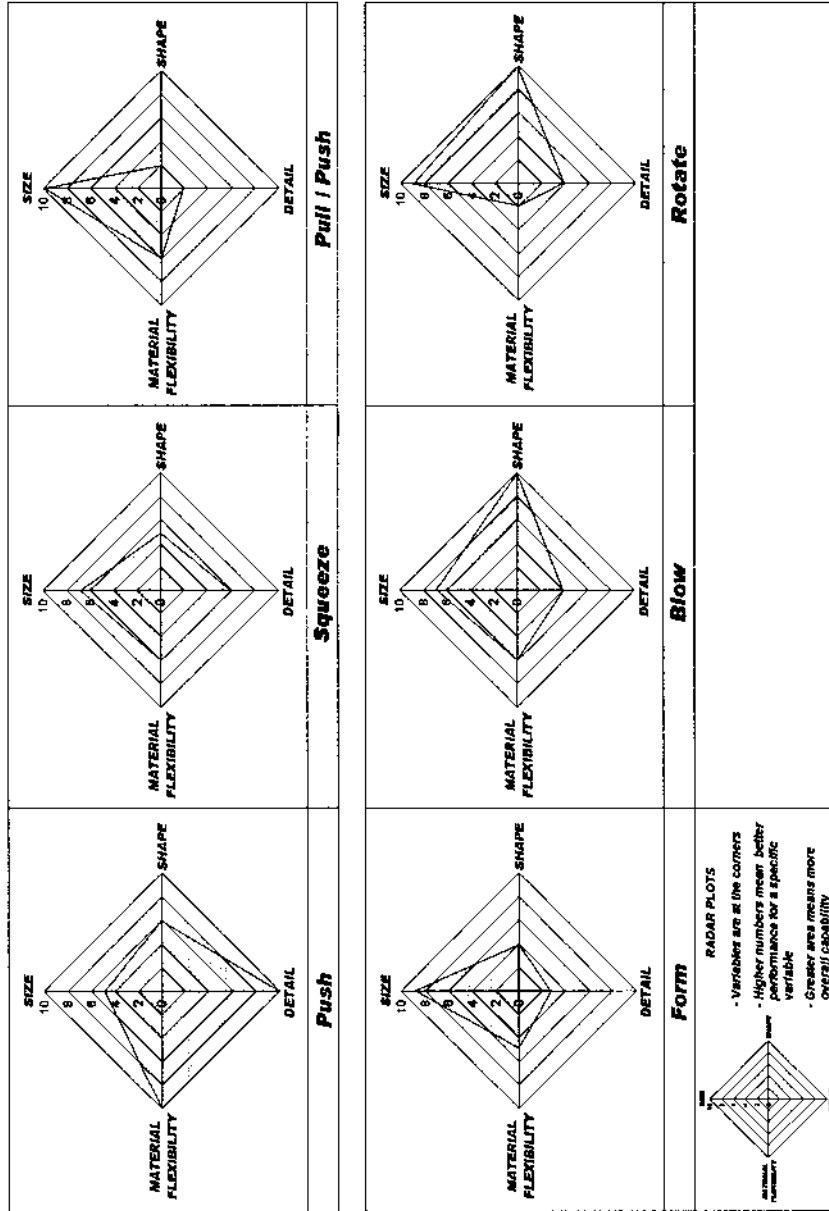 SIZE
10
8
6
4
2
0
MATERIAL
FLEXIBILITY
SHAPE
DETAIL
Push
SIZE
10
8
6
4
2
0
MATERIAL
FLEXIBILITY
SHAPE
DETAIL
Squeeze
SIZE
10
8
6
4
2
0
MATERIAL
FLEXIBILITY
SHAPE
DETAIL
Pull / Push
SIZE
10
8
6
4
2
0
MATERIAL
FLEXIBILITY
SHAPE
DETAIL
Form
SIZE
10
8
6
4
2
0
MATERIAL
FLEXIBILITY
SHAPE
DETAIL
Blow
SIZE
10
8
6
4
2
0
MATERIAL
FLEXIBILITY
SHAPE
DETAIL
Rotate
MATERIAL
FLEXIBILITY
SHAPE
RADAR PLOTS
- Variables are at the corners
- Higher numbers mean better
performance for a specific
variable
- Greater area means more
overall capability